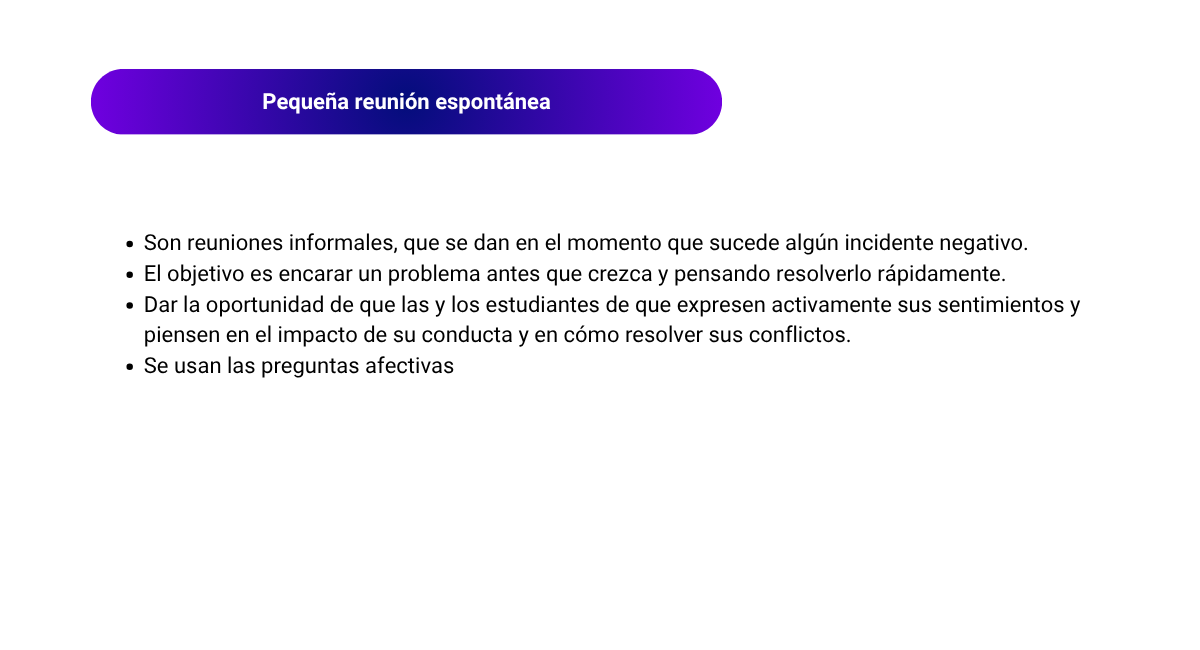 Pequeña reunión espontánea
• Son reuniones informales, que se dan en el momento que sucede algún incidente negativo.
• El objetivo es encarar un problema antes que crezca y pensando resolverlo rápidamente.
• Dar la oportunidad de que las y los estudiantes de que expresen activamente sus sentimientos y
piensen en el impacto de su conducta y en cómo resolver sus conflictos.
• Se usan las preguntas afectivas